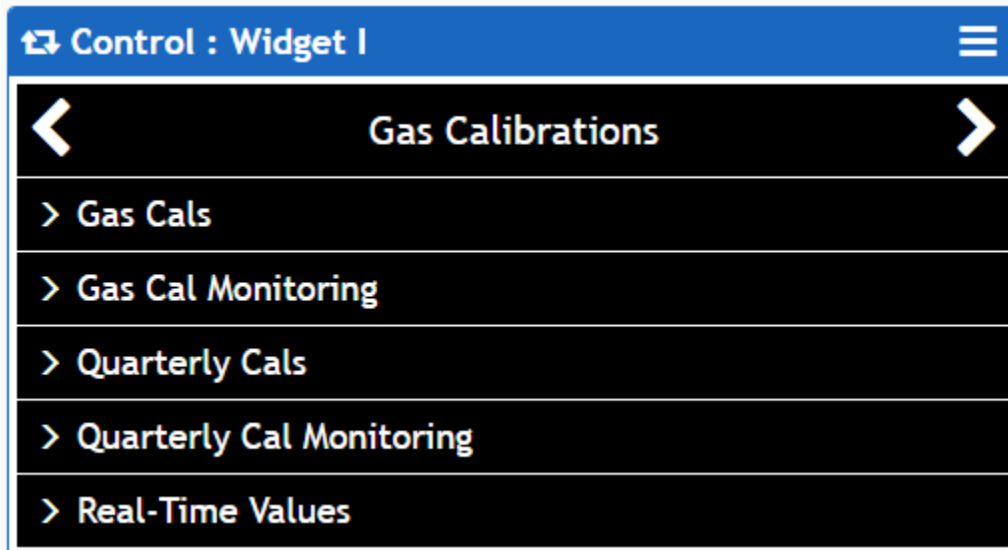 Control : Widget I
Gas Calibrations
> Gas Cals
> Gas Cal Monitoring
> Quarterly Cals
> Quarterly Cal Monitoring
> Real-Time Values